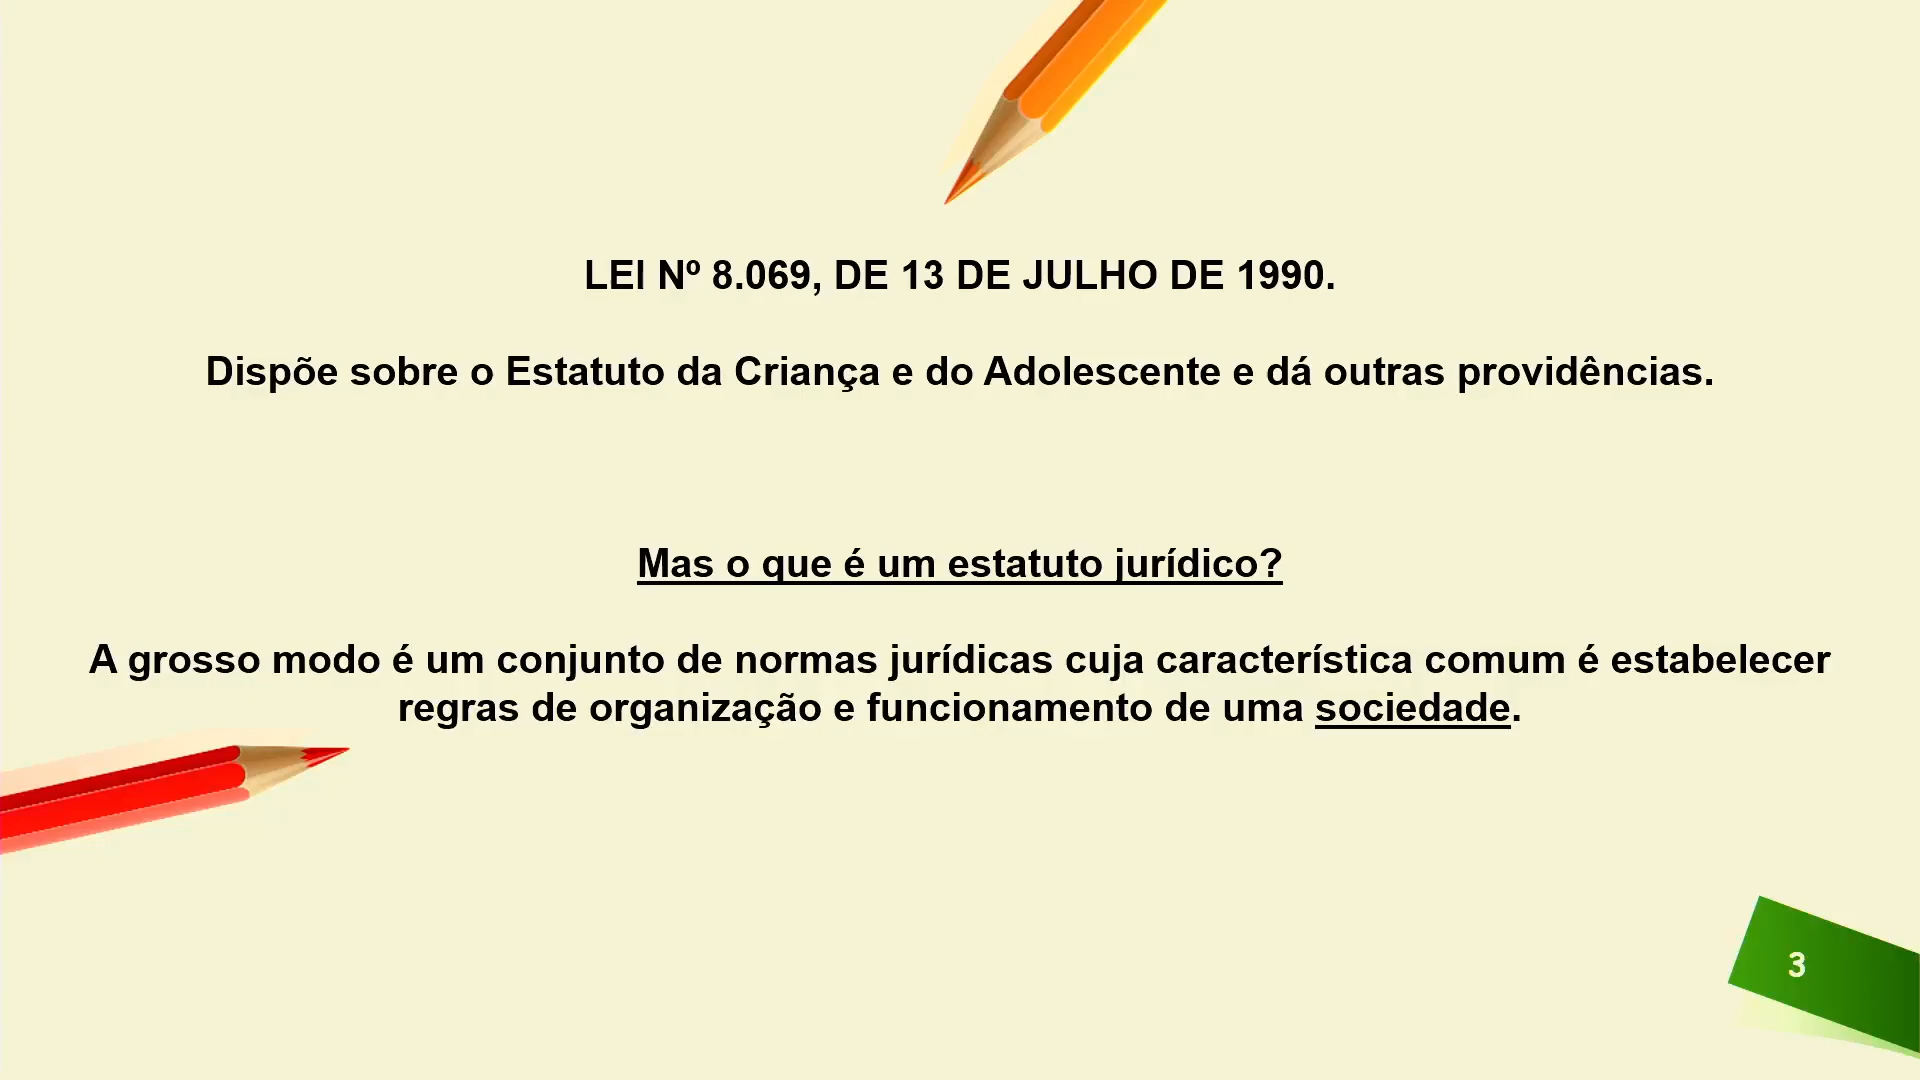 LEI Nº 8.069, DE 13 DE JULHO DE 1990.
Dispõe sobre o Estatuto da Criança e do Adolescente e dá outras providências.
Mas o que é um estatuto jurídico?
A grosso modo é um conjunto de normas jurídicas cuja característica comum é estabelecer
regras de organização e funcionamento de uma sociedade.
3